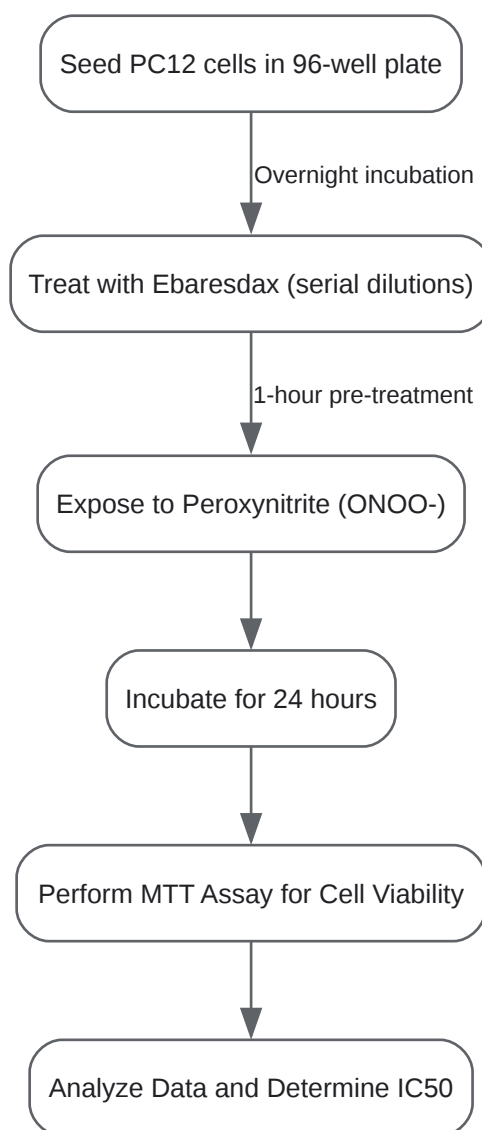 Seed PC12 cells in 96-well plate
Overnight incubation
Treat with Ebaresdax (serial dilutions)
1-hour pre-treatment
Expose to Peroxynitrite (ONOO-)
Incubate for 24 hours
Perform MTT Assay for Cell Viability
Analyze Data and Determine IC50